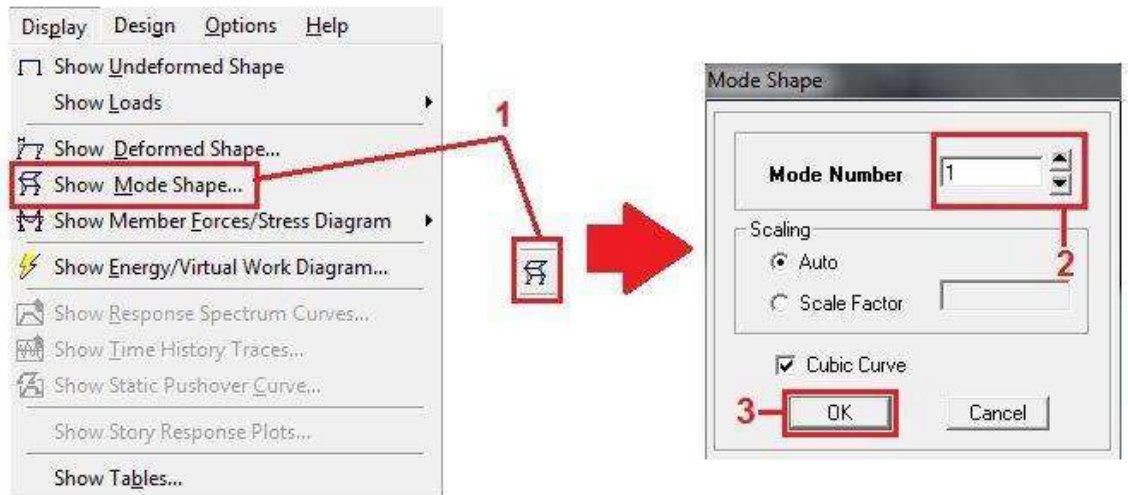 Display Design Options Help
Show Undeformed Shape
Show Loads
Show Deformed Shape...
Show Mode Shape...
Show Member Forces/Stress Diagram
Show Energy/Virtual Work Diagram...
Show Response Spectrum Curves...
Show Time History Traces...
Show Static Pushover Curve...
Show Story Response Plots...
Show Tables...
1
Mode Shape
Mode Number 1
2
Scaling
Auto
Scale Factor
Cubic Curve
3 OK Cancel